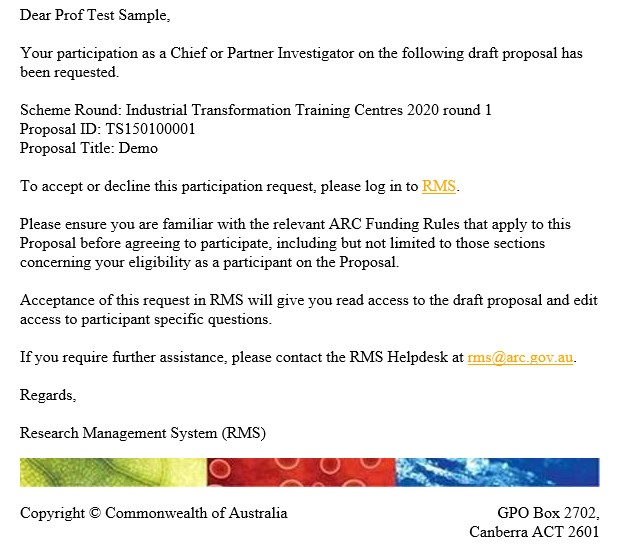 Dear Prof Test Sample,
Your participation as a Chief or Partner Investigator on the following draft proposal has
been requested.
Scheme Round: Industrial Transformation Training Centres 2020 round 1
Proposal ID: TS150100001
Proposal Title: Demo
To accept or decline this participation request, please log in to RMS.
Please ensure you are familiar with the relevant ARC Funding Rules that apply to this
Proposal before agreeing to participate, including but not limited to those sections
concerning your eligibility as a participant on the Proposal.
Acceptance of this request in RMS will give you read access to the draft proposal and edit
access to participant specific questions.
If you require further assistance, please contact the RMS Helpdesk at rms@arc.gov.au.
Regards,
Research Management System (RMS)
Copyright © Commonwealth of Australia
GPO Box 2702,
Canberra ACT 2601